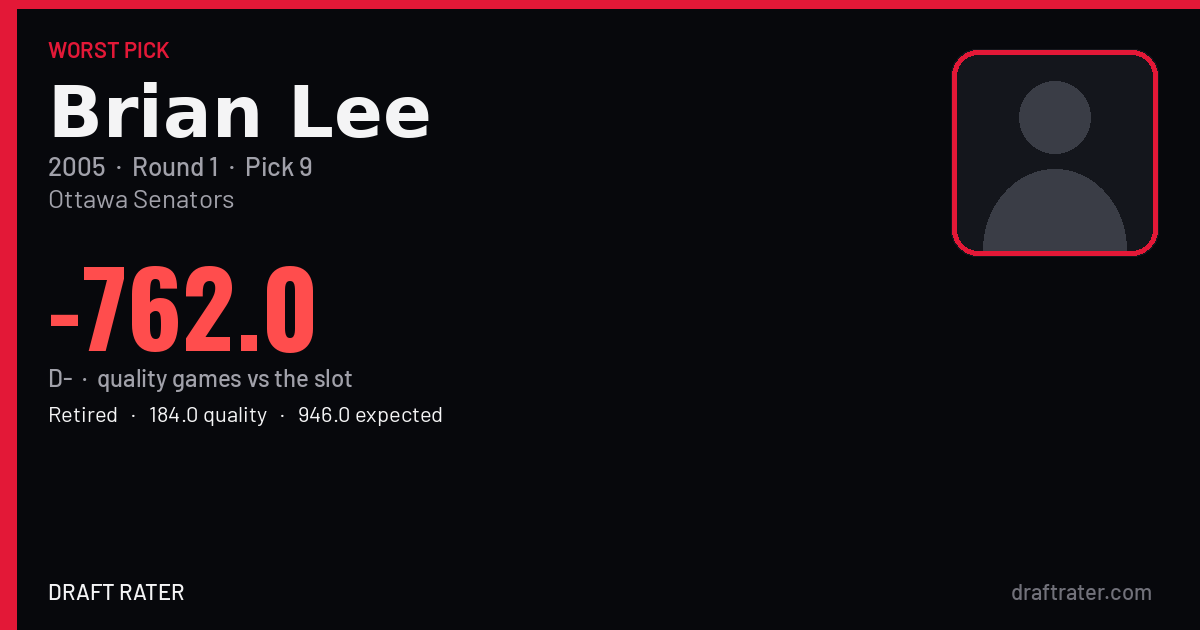 WORST PICK
Brian Lee
2005 · Round 1 · Pick 9
Ottawa Senators
-762.0
D- · quality games vs the slot
Retired · 184.0 quality · 946.0 expected
DRAFT RATER
draftrater.com